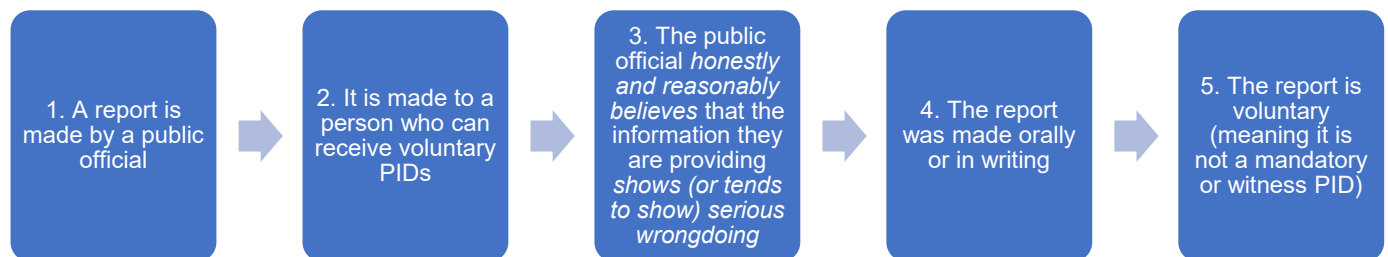 1. A report is
made by a public
official
2. It is made to a
person who can
receive voluntary
PIDs
3. The public
official honestly
and reasonably
believes that the
information they
are providing
shows (or tends
to show) serious
wrongdoing
4. The report
was made orally
or in writing
5. The report is
voluntary
(meaning it is
not a mandatory
or witness PID)